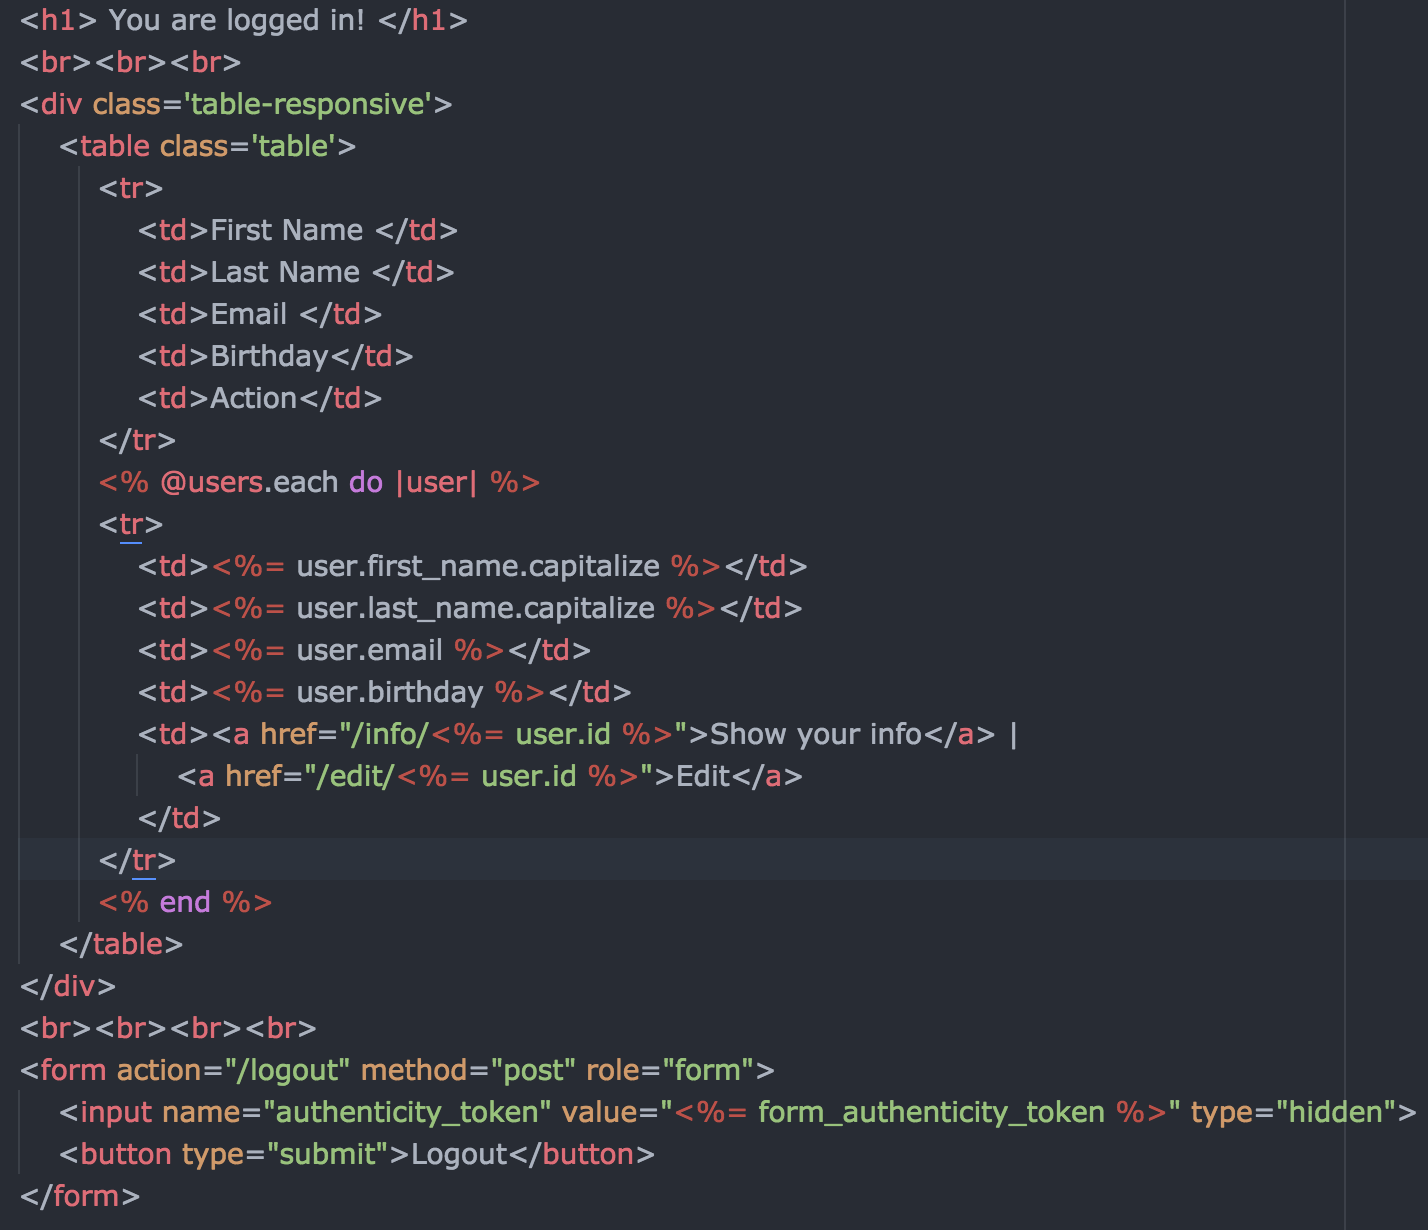 <h1> You are logged in! </h1>
<br><br><br>
<div class='table-responsive'>
<table class='table'>
<tr>
<td>First Name </td>
<td>Last Name </td>
<td>Email </td>
<td>Birthday</td>
<td>Action</td>
</tr>
<% @users.each do |user| %>
<tr>
<td><%= user.first_name.capitalize %></td>
<td><%= user.last_name.capitalize %></td>
<td><%= user.email %></td>
<td><%= user.birthday %></td>
<td><a href="/info/<%= user.id %>">Show your info</a> |
<a href="/edit/<%= user.id %>">Edit</a>
</td>
</tr>
<% end %>
</table>
</div>
<br><br><br><br>
<form action="/logout" method="post" role="form">
<input name="authenticity_token" value="<%= form_authenticity_token %>" type="hidden">
<button type="submit">Logout</button>
</form>